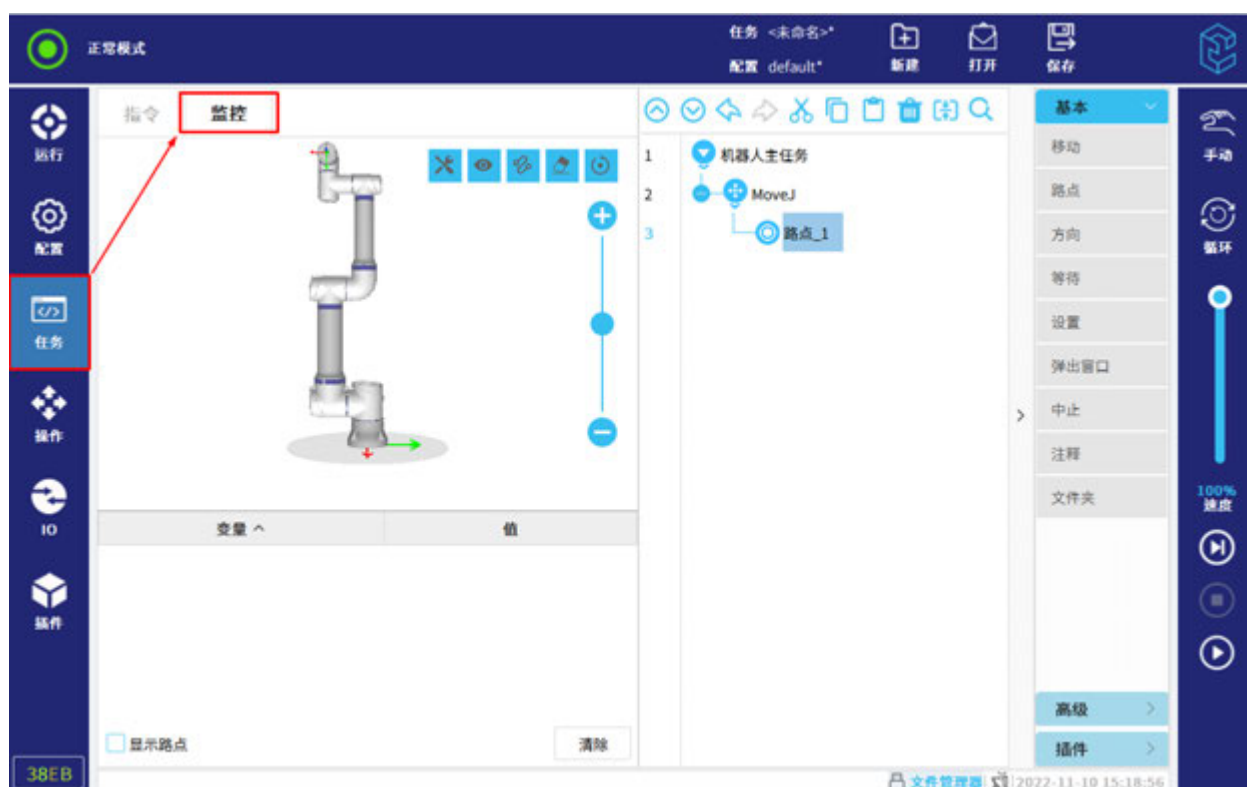 正常模式
任务 <未命名>*
配置 default*
新建
打开
保存
运行
配置
任务
操作
IO
插件
38EB
指令
监控
变量
值
显示路点
清除
1 机器人主任务
2 MoveJ
3 路点_1
基本
移动
路点
方向
等待
设置
弹出窗口
中止
注释
文件夹
高级
插件
手动
循环
100%
速度
文件管理器
2022-11-10 15:18:56